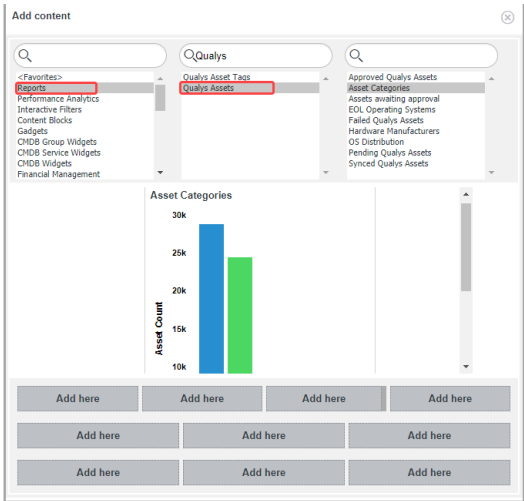 Add content
Qualys
<Favorites>
Reports
Performance Analytics
Interactive Filters
Content Blocks
Gadgets
CMDB Group Widgets
CMDB Service Widgets
CMDB Widgets
Financial Management
Qualys Asset Tags
Qualys Assets
Approved Qualys Assets
Asset Categories
Assets awaiting approval
EOL Operating Systems
Failed Qualys Assets
Hardware Manufacturers
OS Distribution
Pending Qualys Assets
Synced Qualys Assets
Asset Categories
30k
25k
20k
15k
10k
Asset Count
Add here Add here Add here Add here
Add here Add here Add here
Add here Add here Add here